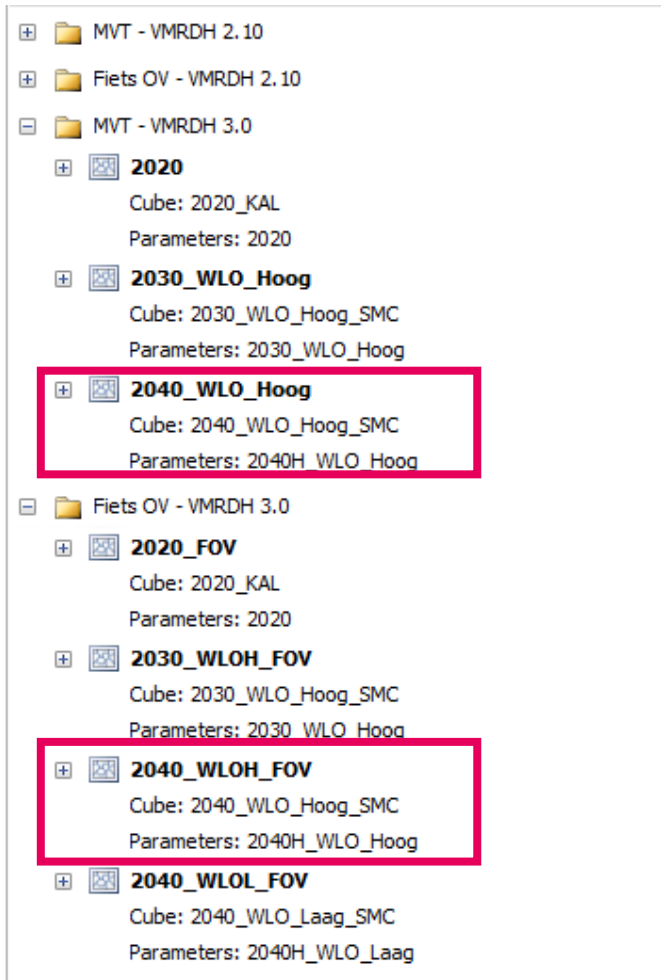 MVT - VMRDH 2.10
Fiets OV - VMRDH 2.10
MVT - VMRDH 3.0
2020
Cube: 2020_KAL
Parameters: 2020
2030_WLO_Hoog
Cube: 2030_WLO_Hoog_SMC
Parameters: 2030_WLO_Hoog
2040_WLO_Hoog
Cube: 2040_WLO_Hoog_SMC
Parameters: 2040H_WLO_Hoog
Fiets OV - VMRDH 3.0
2020_FOV
Cube: 2020_KAL
Parameters: 2020
2030_WLOH_FOV
Cube: 2030_WLO_Hoog_SMC
Parameters: 2030_WLO_Hoog
2040_WLOH_FOV
Cube: 2040_WLO_Hoog_SMC
Parameters: 2040H_WLO_Hoog
2040_WLOL_FOV
Cube: 2040_WLO_Laag_SMC
Parameters: 2040H_WLO_Laag